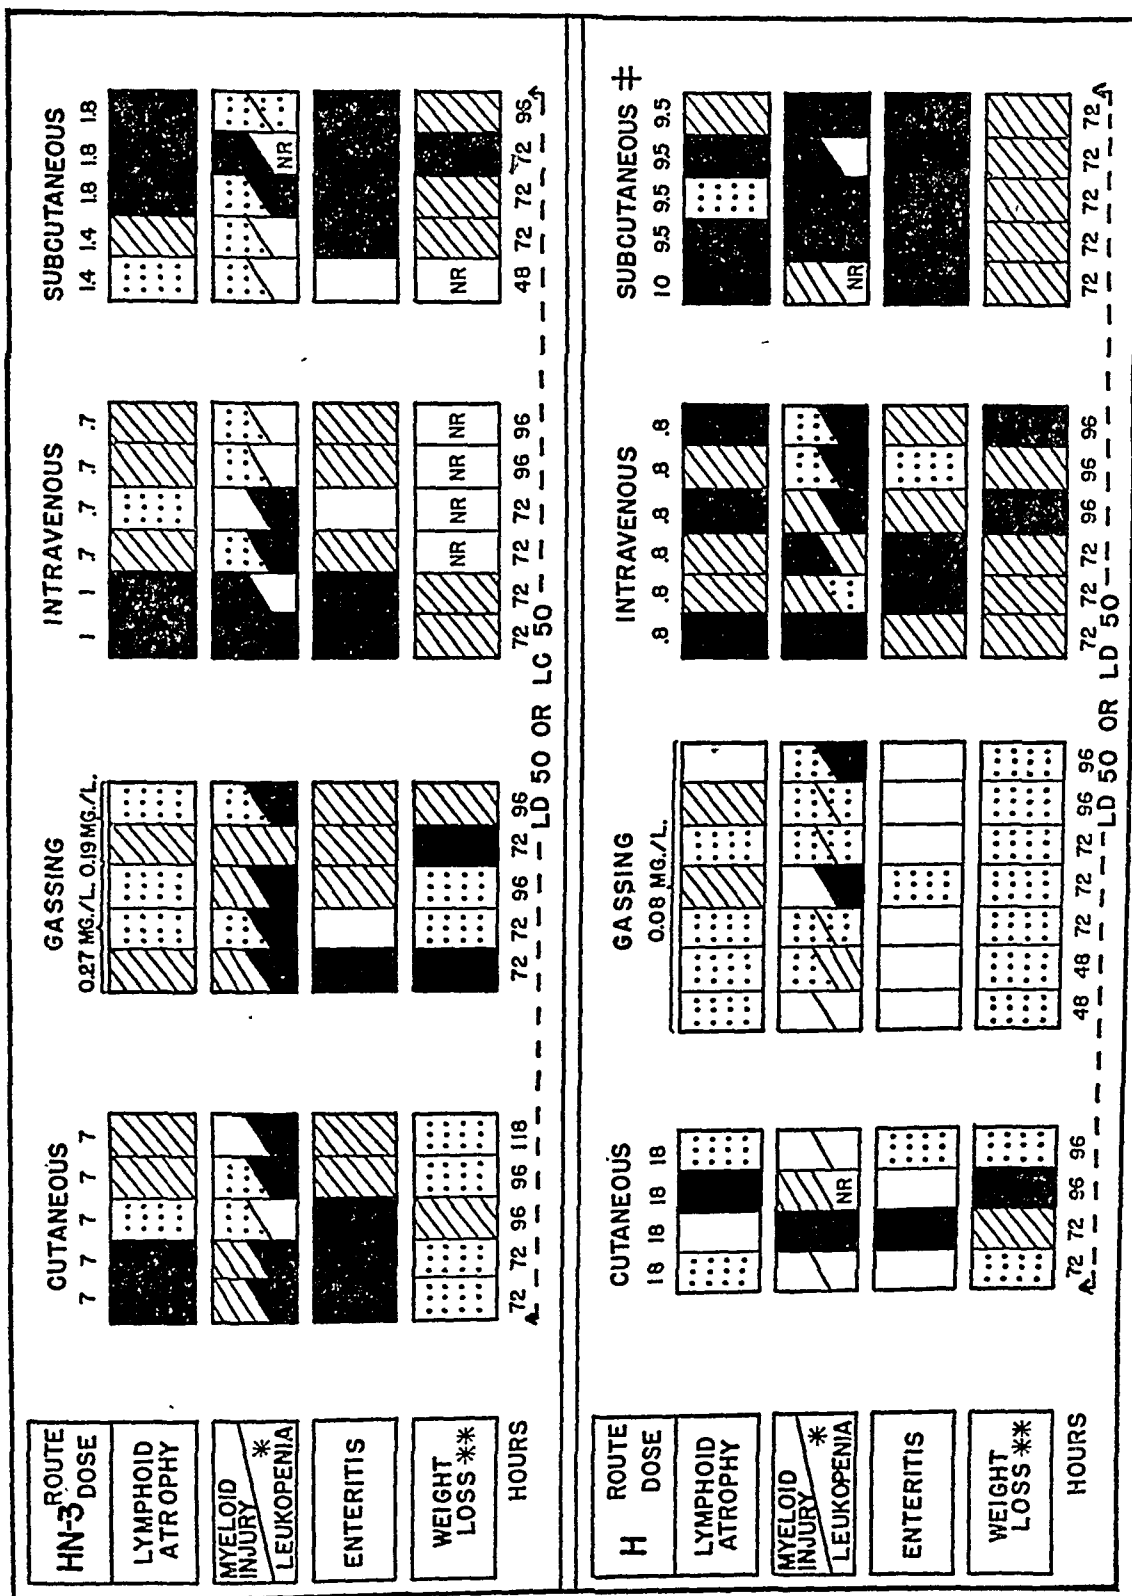 HN-3 ROUTE DOSE
CUTANEOUS
7 7 7 7 7
GASSING
0.27 MG./L. 0.19 MG./L.
INTRAVENOUS
1 1 .7 .7 .7 .7
SUBCUTANEOUS
1.4 1.4 1.8 1.8 1.8
LYMPHOID ATROPHY
MYELOID INJURY
* LEUKOPENIA
NR
ENTERITIS
WEIGHT LOSS **
NR NR NR NR NR
HOURS
72 72 96 96 118
72 72 96 72 96
72 72 72 72 96 96
48 72 72 72 96
LD 50 OR LC 50
H ROUTE DOSE
CUTANEOUS
18 18 18 18
GASSING
0.08 MG./L.
INTRAVENOUS
.8 .8 .8 .8 .8 .8
SUBCUTANEOUS ‡
10 9.5 9.5 9.5 9.5
LYMPHOID ATROPHY
MYELOID INJURY
* LEUKOPENIA
NR NR
ENTERITIS
WEIGHT LOSS **
HOURS
72 72 96 96
48 48 72 72 72 96 96
72 72 72 96 96 96
72 72 72 72 72
LD 50 OR LD 50